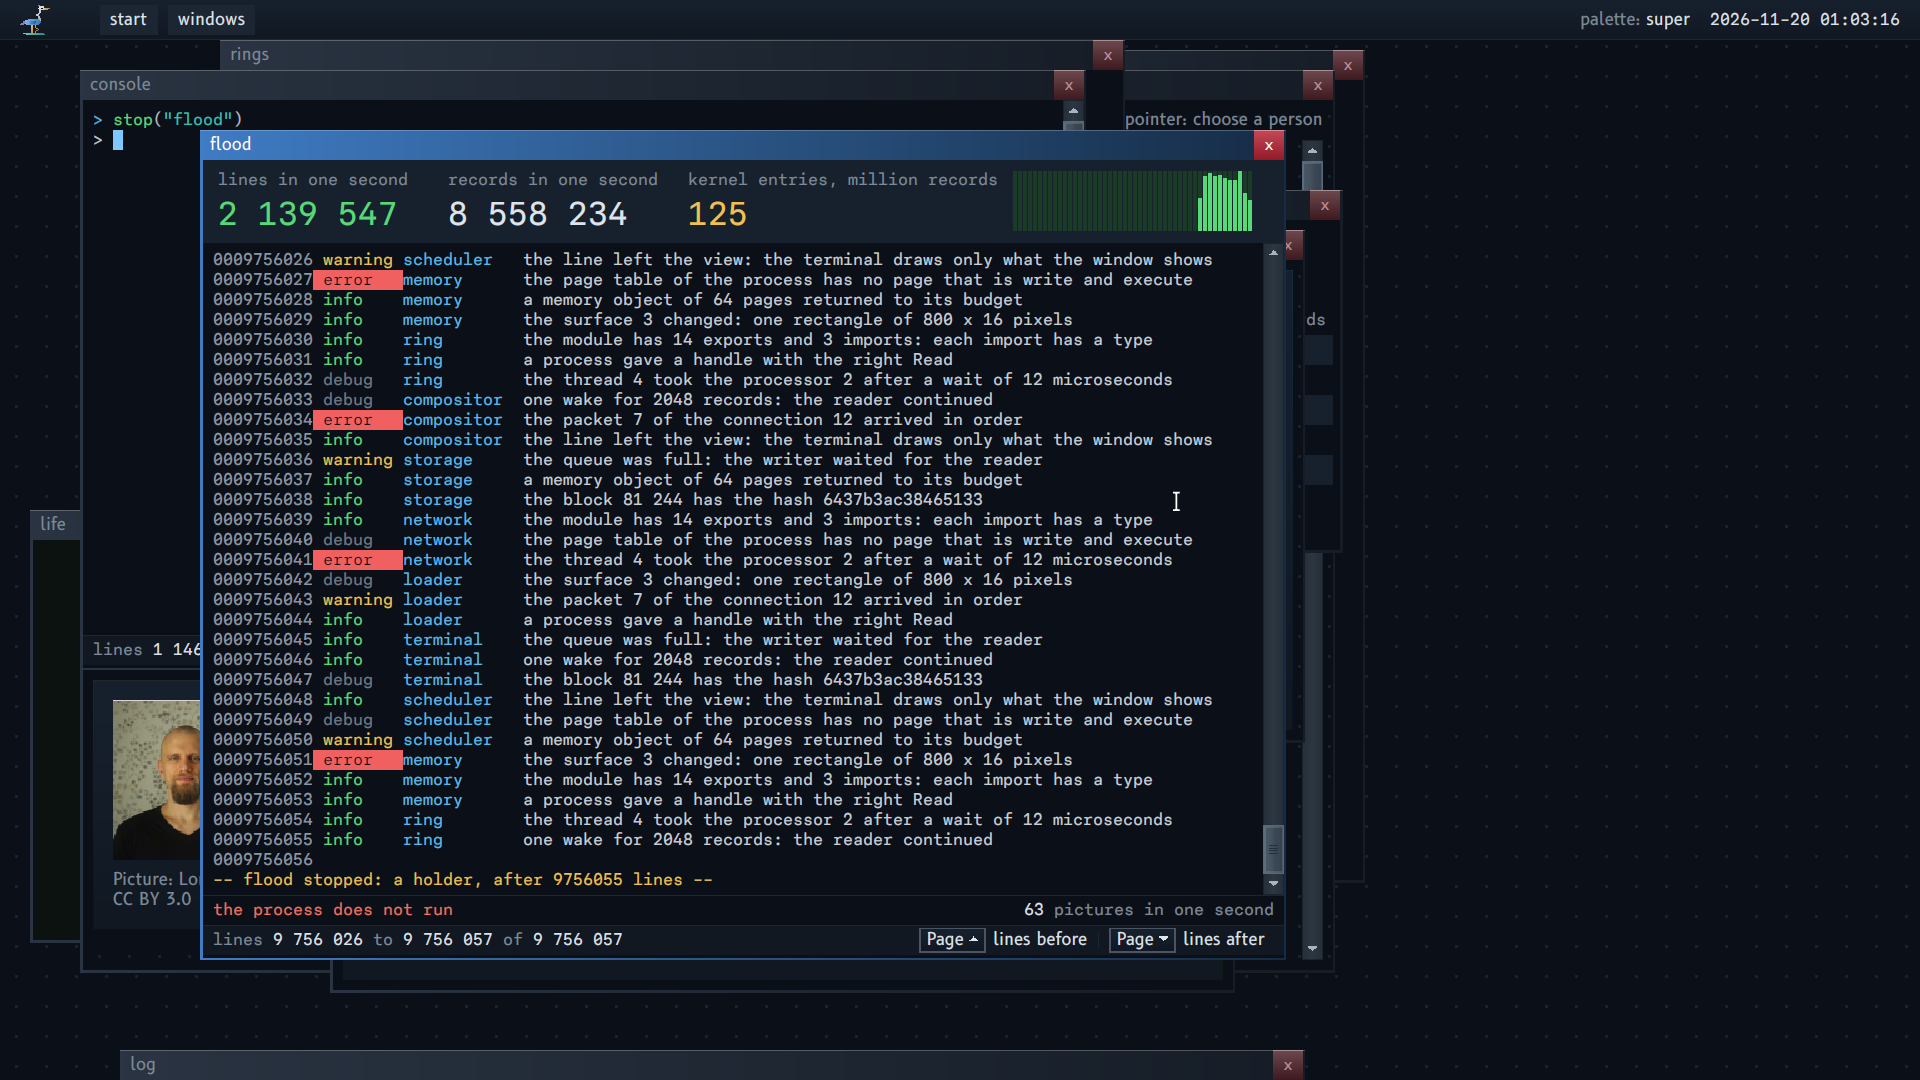 start windows palette: super 2026-11-20 01:03:16
rings x
x
console x
x
> stop("flood")
pointer: choose a person
>
flood x
lines in one second records in one second kernel entries, million records
2 139 547 8 558 234 125
x
x
ds
0009756026 warning scheduler the line left the view: the terminal draws only what the window shows
0009756027 error memory the page table of the process has no page that is write and execute
0009756028 info memory a memory object of 64 pages returned to its budget
0009756029 info memory the surface 3 changed: one rectangle of 800 x 16 pixels
0009756030 info ring the module has 14 exports and 3 imports: each import has a type
0009756031 info ring a process gave a handle with the right Read
0009756032 debug ring the thread 4 took the processor 2 after a wait of 12 microseconds
0009756033 debug compositor one wake for 2048 records: the reader continued
0009756034 error compositor the packet 7 of the connection 12 arrived in order
0009756035 info compositor the line left the view: the terminal draws only what the window shows
0009756036 warning storage the queue was full: the writer waited for the reader
0009756037 info storage a memory object of 64 pages returned to its budget
0009756038 info storage the block 81 244 has the hash 6437b3ac38465133
0009756039 info network the module has 14 exports and 3 imports: each import has a type
0009756040 debug network the page table of the process has no page that is write and execute
0009756041 error network the thread 4 took the processor 2 after a wait of 12 microseconds
0009756042 debug loader the surface 3 changed: one rectangle of 800 x 16 pixels
0009756043 warning loader the packet 7 of the connection 12 arrived in order
0009756044 info loader a process gave a handle with the right Read
0009756045 info terminal the queue was full: the writer waited for the reader
0009756046 info terminal one wake for 2048 records: the reader continued
0009756047 debug terminal the block 81 244 has the hash 6437b3ac38465133
0009756048 info scheduler the line left the view: the terminal draws only what the window shows
0009756049 debug scheduler the page table of the process has no page that is write and execute
0009756050 warning scheduler a memory object of 64 pages returned to its budget
0009756051 error memory the surface 3 changed: one rectangle of 800 x 16 pixels
0009756052 info memory the module has 14 exports and 3 imports: each import has a type
0009756053 info memory a process gave a handle with the right Read
0009756054 info ring the thread 4 took the processor 2 after a wait of 12 microseconds
0009756055 info ring one wake for 2048 records: the reader continued
0009756056
-- flood stopped: a holder, after 9756055 lines --
the process does not run 63 pictures in one second
lines 9 756 026 to 9 756 057 of 9 756 057 Page lines before Page lines after
life
lines 1 146
Picture: Lo
CC BY 3.0
log x